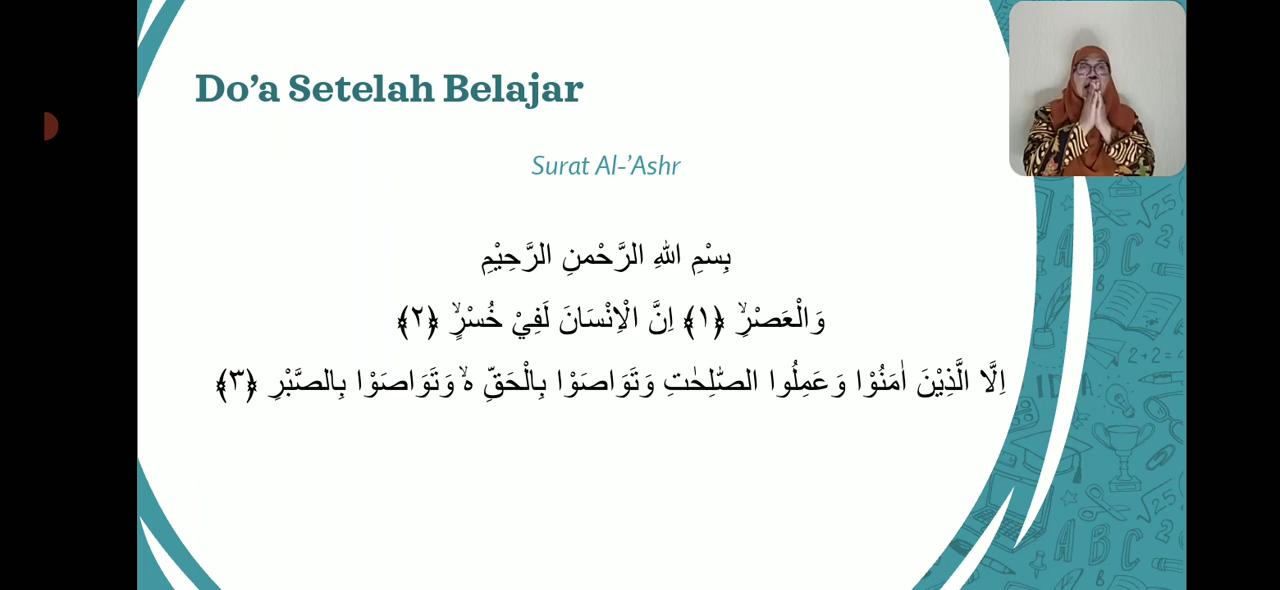 Do'a Setelah Belajar
Surat Al-'Ashr
بِسْمِ اللهِ الرَّحْمنِ الرَّحِيْمِ
وَالْعَصْرِۙ ﴿١﴾ اِنَّ الْاِنْسَانَ لَفِيْ خُسْرٍۙ ﴿٢﴾
اِلَّا الَّذِيْنَ اٰمَنُوْا وَعَمِلُوا الصّٰلِحٰتِ وَتَوَاصَوْا بِالْحَقِّ ەۙ وَتَوَاصَوْا بِالصَّبْرِ ﴿٣﴾